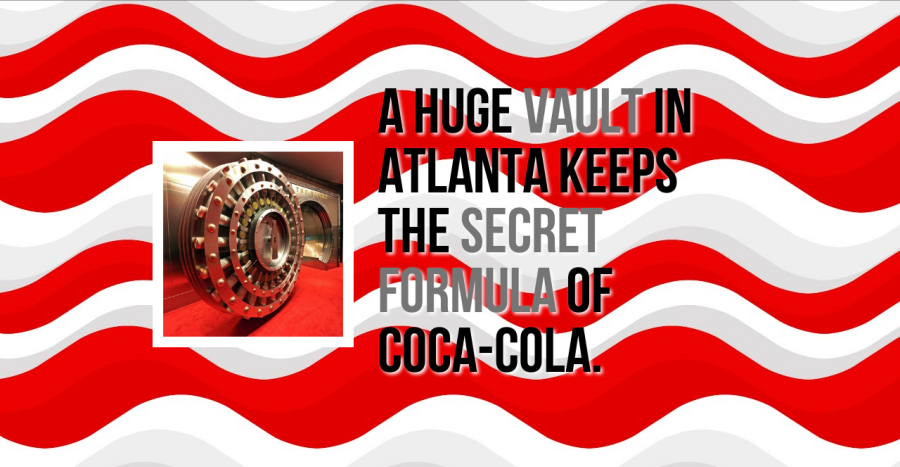 A HUGE VAULT IN
ATLANTA KEEPS
THE SECRET
FORMULA OF
COCA-COLA.